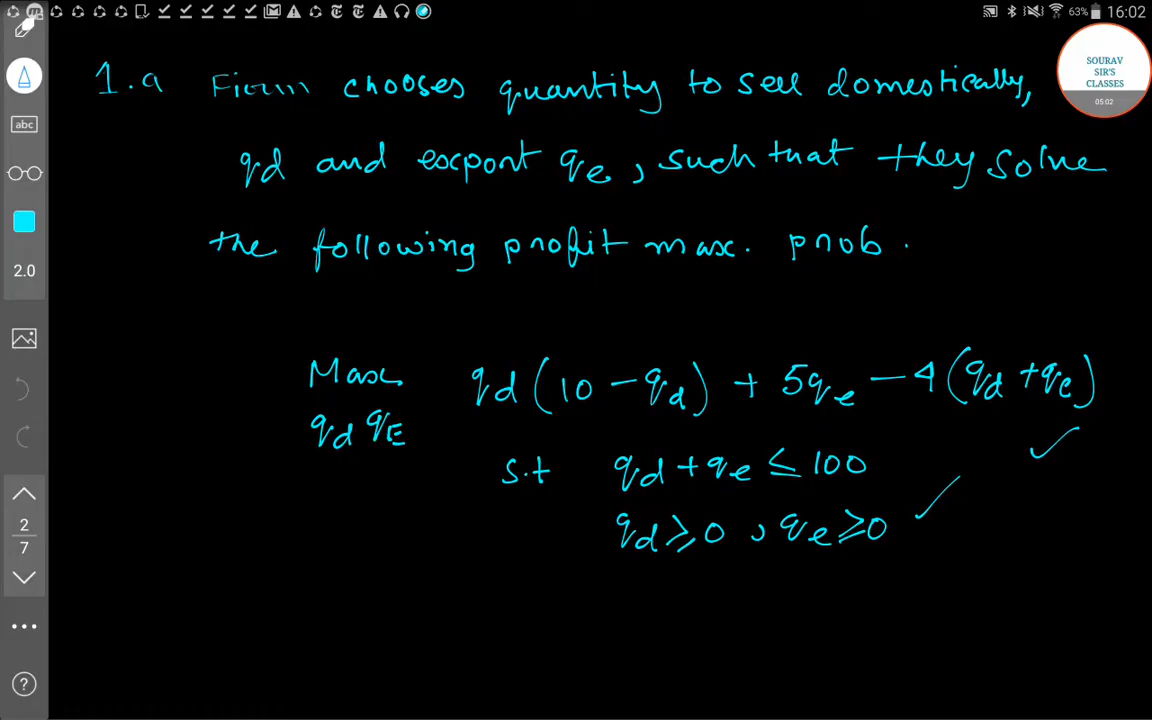 63% 16:02
SOURAV
SIR'S
CLASSES
05:02
abc
2.0
2
7
?
1.a Firm chooses quantity to sell domestically,
qd and export qe, such that they solve
the following profit max. prob.
Max qd(10-qd) + 5qe - 4(qd+qe)
qd qE
s.t qd+qe ≤ 100
qd ≥ 0, qe ≥ 0